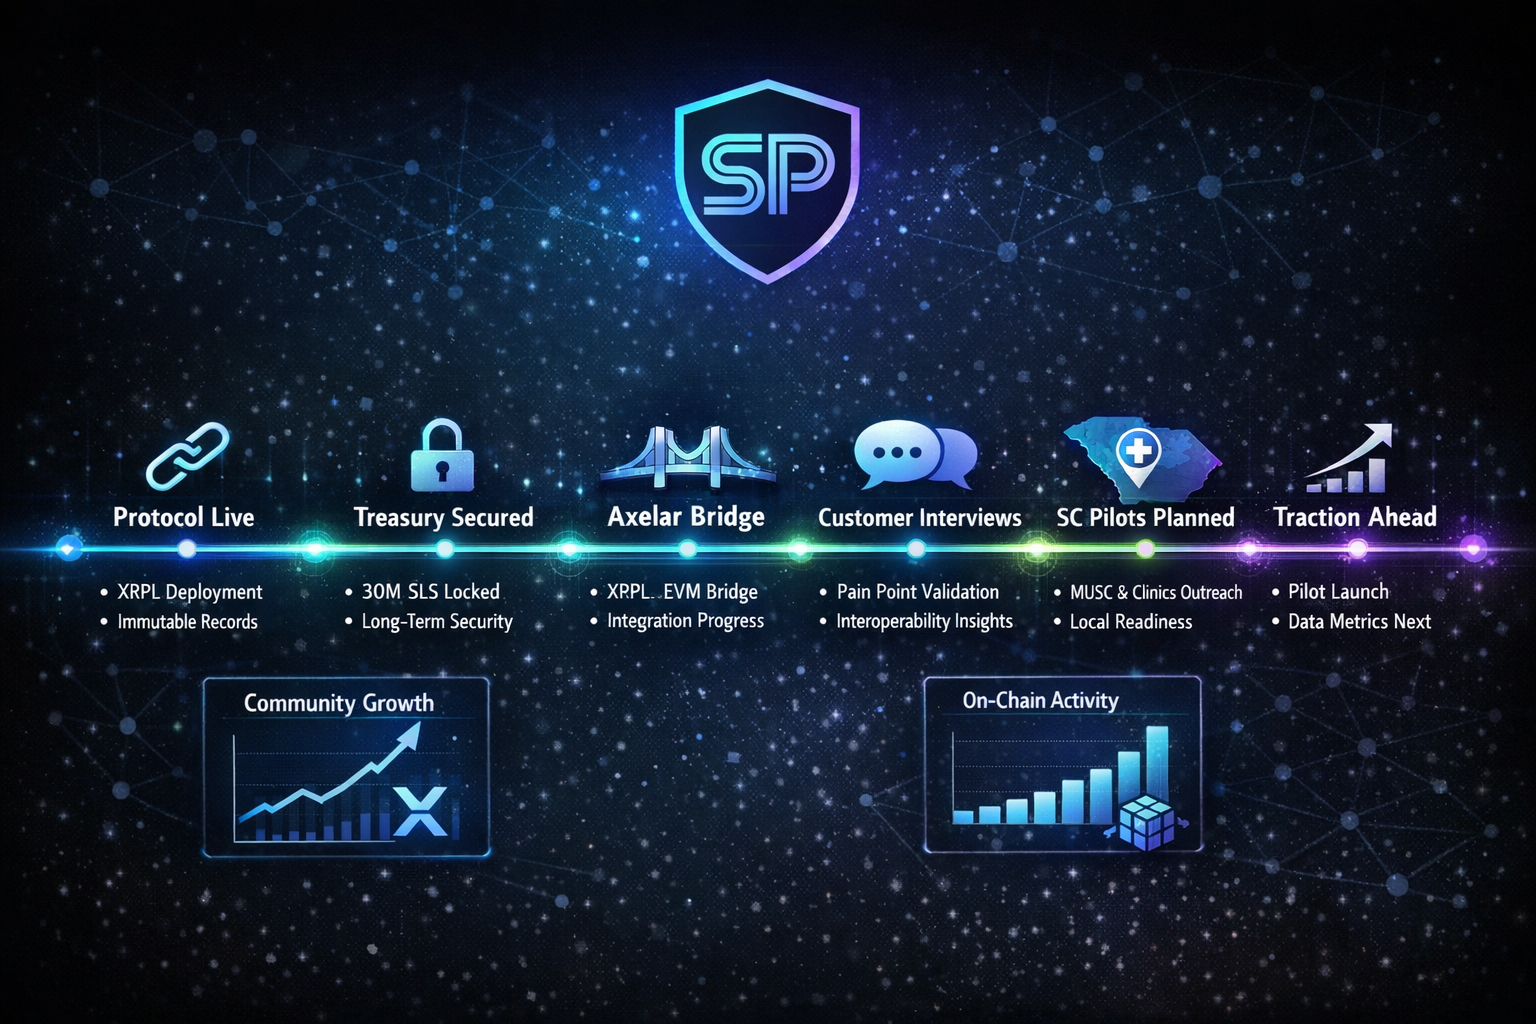 SP
Protocol Live
Treasury Secured
Axelar Bridge
Customer Interviews
SC Pilots Planned
Traction Ahead
• XRPL Deployment
• Immutable Records
• 30M SLS Locked
• Long-Term Security
• XRPL..EVM Bridge
• Integration Progress
• Pain Point Validation
• Interoperability Insights
• MUSC & Clinics Outreach
• Local Readiness
• Pilot Launch
• Data Metrics Next
Community Growth
X
On-Chain Activity